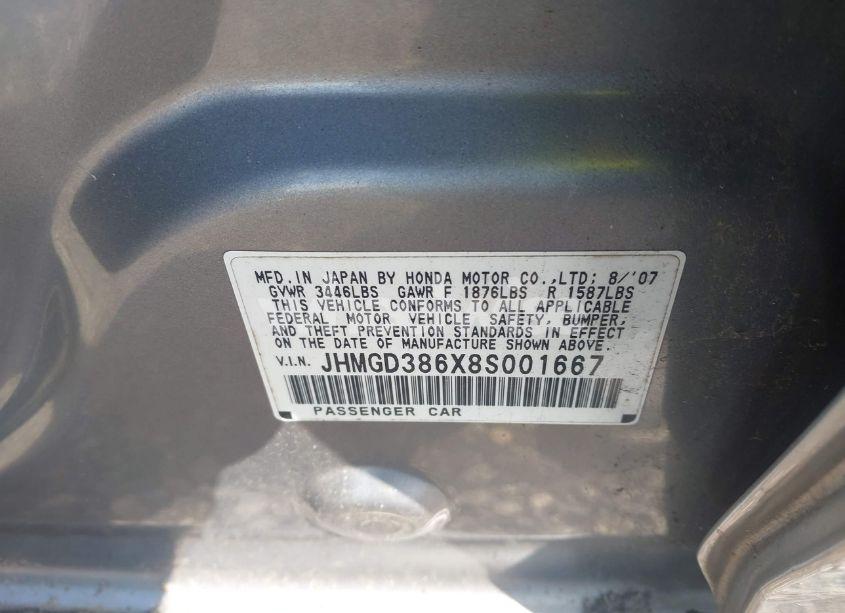 MFD.IN JAPAN BY HONDA MOTOR CO.,LTD; 8/'07
GVWR 3446LBS GAWR F 1876LBS R 1587LBS
THIS VEHICLE CONFORMS TO ALL APPLICABLE
FEDERAL MOTOR VEHICLE SAFETY, BUMPER,
AND THEFT PREVENTION STANDARDS IN EFFECT
ON THE DATE OF MANUFACTURE SHOWN ABOVE.
V.I.N. JHMGD386X8S001667
PASSENGER CAR